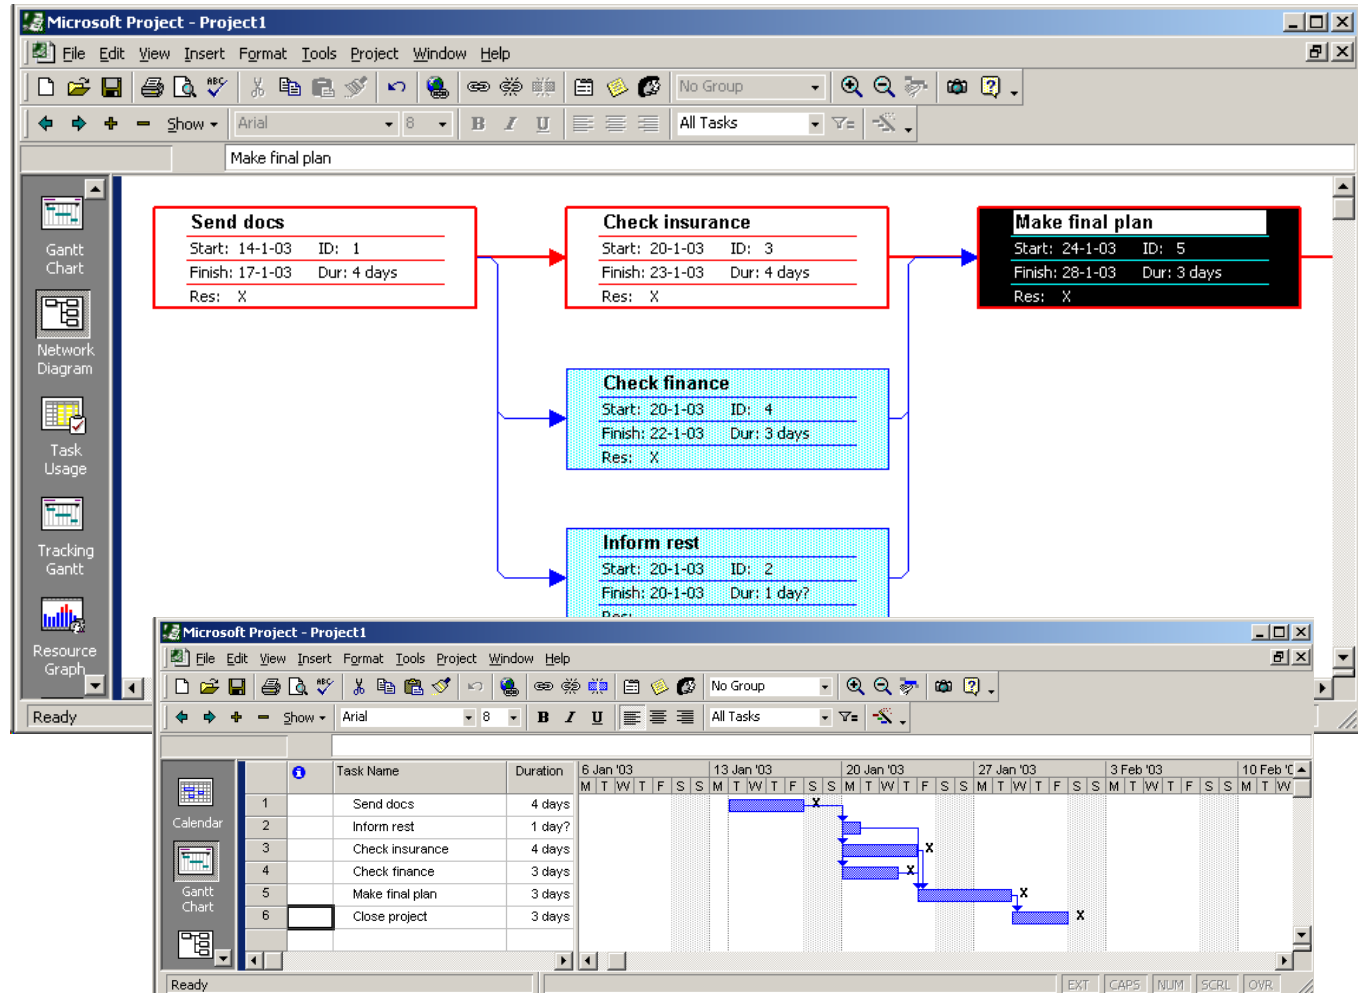 Microsoft Project - Project1
File Edit View Insert Format Tools Project Window Help
ABC No Group
Show Arial 8 B I U All Tasks
Make final plan
Gantt
Chart
Network
Diagram
Task
Usage
Tracking
Gantt
Resource
Graph
Send docs
Start: 14-1-03 ID: 1
Finish: 17-1-03 Dur: 4 days
Res: X
Check insurance
Start: 20-1-03 ID: 3
Finish: 23-1-03 Dur: 4 days
Res: X
Make final plan
Start: 24-1-03 ID: 5
Finish: 28-1-03 Dur: 3 days
Res: X
Check finance
Start: 20-1-03 ID: 4
Finish: 22-1-03 Dur: 3 days
Res: X
Inform rest
Start: 20-1-03 ID: 2
Finish: 20-1-03 Dur: 1 day?
Res:
Ready
Microsoft Project - Project1
File Edit View Insert Format Tools Project Window Help
ABC No Group
Show Arial 8 B I U All Tasks
Calendar
Gantt
Chart
Task Name Duration 6 Jan '03 13 Jan '03 20 Jan '03 27 Jan '03 3 Feb '03 10 Feb '0
M T W T F S S M T W T F S S M T W T F S S M T W T F S S M T W T F S S M T W
1 Send docs 4 days X
2 Inform rest 1 day?
3 Check insurance 4 days X
4 Check finance 3 days X
5 Make final plan 3 days X
6 Close project 3 days X
Ready EXT CAPS NUM SCRL OVR